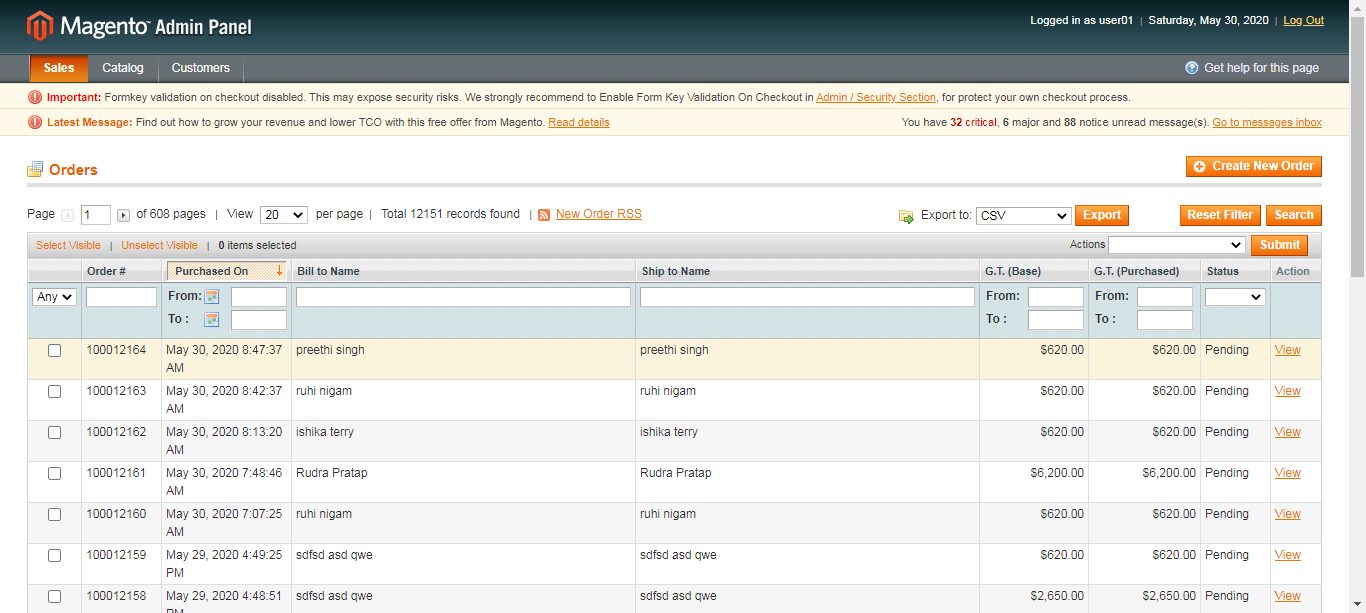 Magento™ Admin Panel
Logged in as user01 | Saturday, May 30, 2020 | Log Out
Sales Catalog Customers
Get help for this page
Important: Formkey validation on checkout disabled. This may expose security risks. We strongly recommend to Enable Form Key Validation On Checkout in Admin / Security Section, for protect your own checkout process.
Latest Message: Find out how to grow your revenue and lower TCO with this free offer from Magento. Read details
You have 32 critical, 6 major and 88 notice unread message(s). Go to messages inbox
Orders
Create New Order
Page 1 of 608 pages | View 20 per page | Total 12151 records found | New Order RSS
Export to: CSV Export Reset Filter Search
Select Visible | Unselect Visible | 0 items selected
Actions Submit
Order # Purchased On Bill to Name Ship to Name G.T. (Base) G.T. (Purchased) Status Action
Any From: From: From:
To : To : To :
100012164 May 30, 2020 8:47:37 preethi singh preethi singh $620.00 $620.00 Pending View
AM
100012163 May 30, 2020 8:42:37 ruhi nigam ruhi nigam $620.00 $620.00 Pending View
AM
100012162 May 30, 2020 8:13:20 ishika terry ishika terry $620.00 $620.00 Pending View
AM
100012161 May 30, 2020 7:48:46 Rudra Pratap Rudra Pratap $6,200.00 $6,200.00 Pending View
AM
100012160 May 30, 2020 7:07:25 ruhi nigam ruhi nigam $620.00 $620.00 Pending View
AM
100012159 May 29, 2020 4:49:25 sdfsd asd qwe sdfsd asd qwe $620.00 $620.00 Pending View
PM
100012158 May 29, 2020 4:48:51 sdfsd asd qwe sdfsd asd qwe $2,650.00 $2,650.00 Pending View